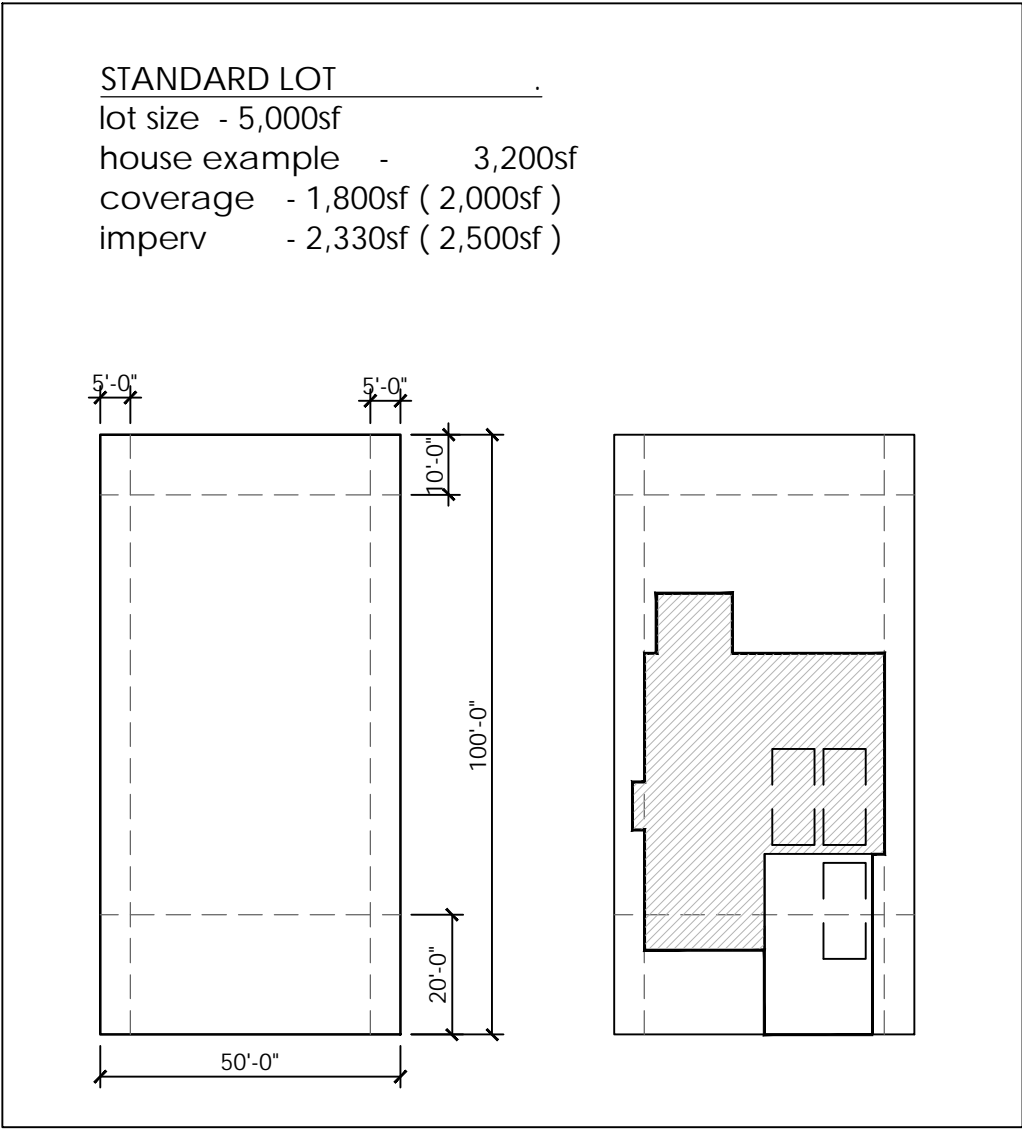 STANDARD LOT .
lot size - 5,000sf
house example - 3,200sf
coverage - 1,800sf ( 2,000sf )
imperv - 2,330sf ( 2,500sf )
5'-0"
5'-0"
10'-0"
100'-0"
20'-0"
50'-0"